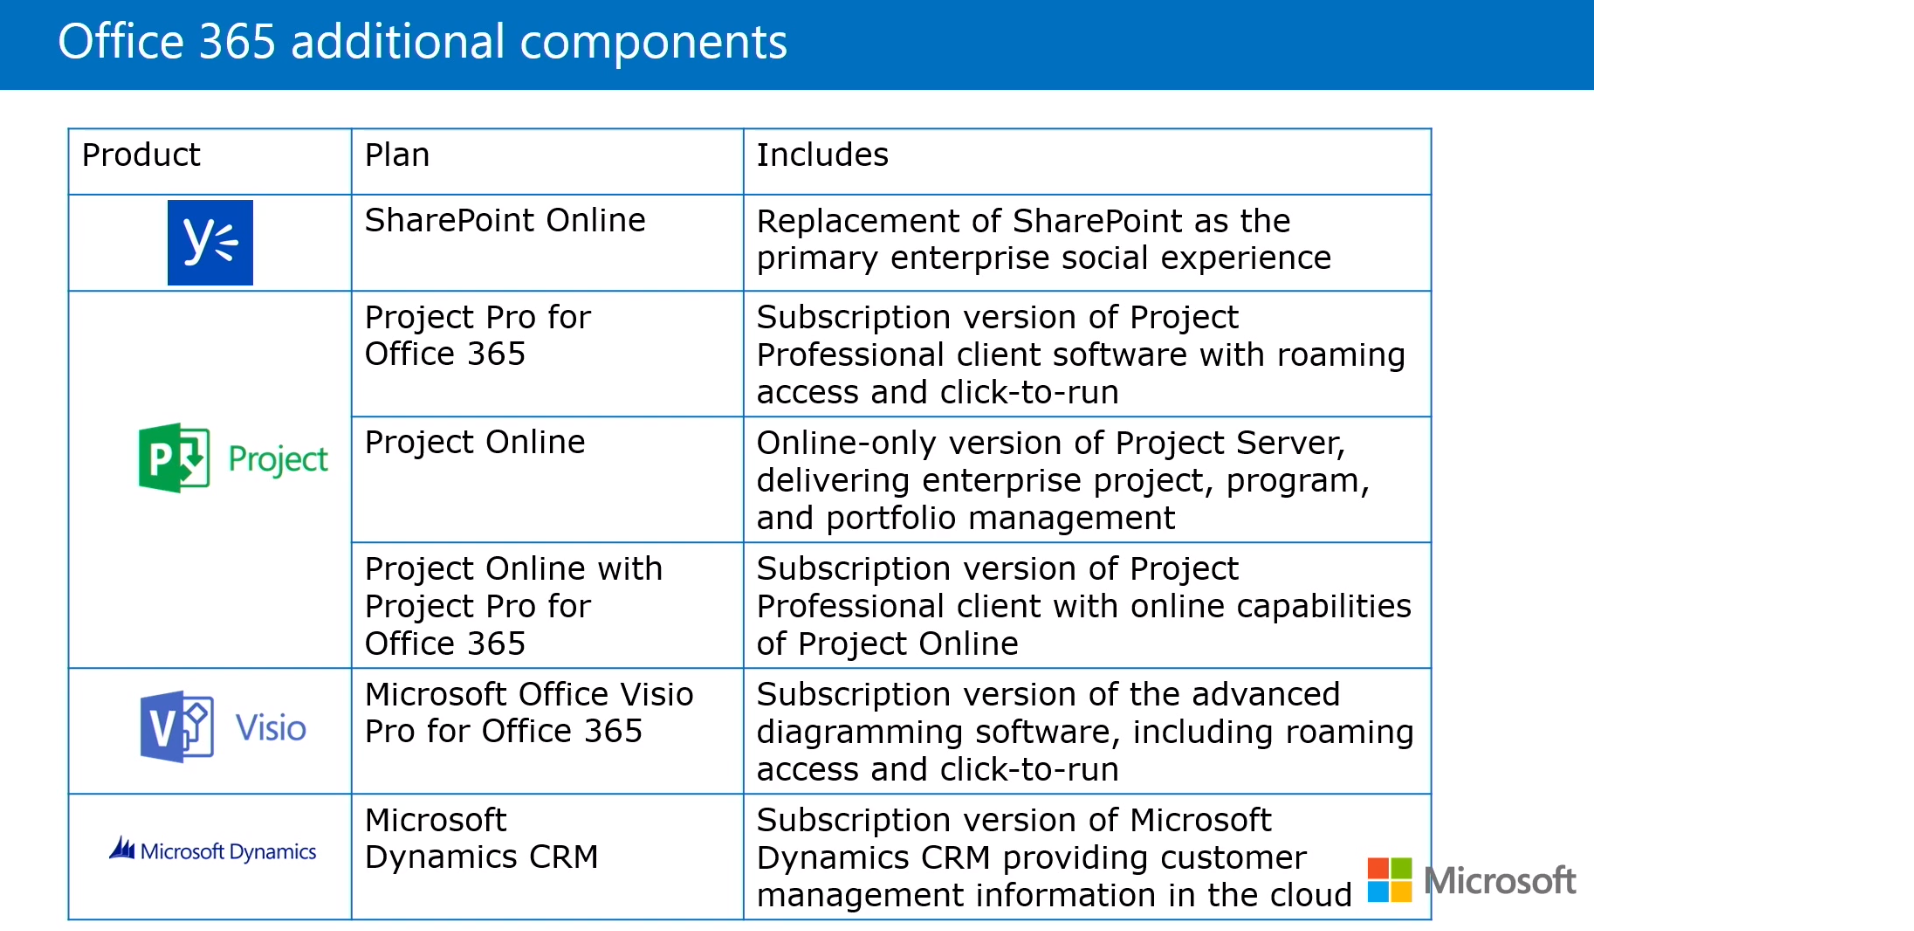 Office 365 additional components
Product
Plan
Includes
SharePoint Online
Replacement of SharePoint as the
primary enterprise social experience
Project
Project Pro for
Office 365
Subscription version of Project
Professional client software with roaming
access and click-to-run
Project Online
Online-only version of Project Server,
delivering enterprise project, program,
and portfolio management
Project Online with
Project Pro for
Office 365
Subscription version of Project
Professional client with online capabilities
of Project Online
Visio
Microsoft Office Visio
Pro for Office 365
Subscription version of the advanced
diagramming software, including roaming
access and click-to-run
Microsoft Dynamics
Microsoft
Dynamics CRM
Subscription version of Microsoft
Dynamics CRM providing customer
management information in the cloud
Microsoft